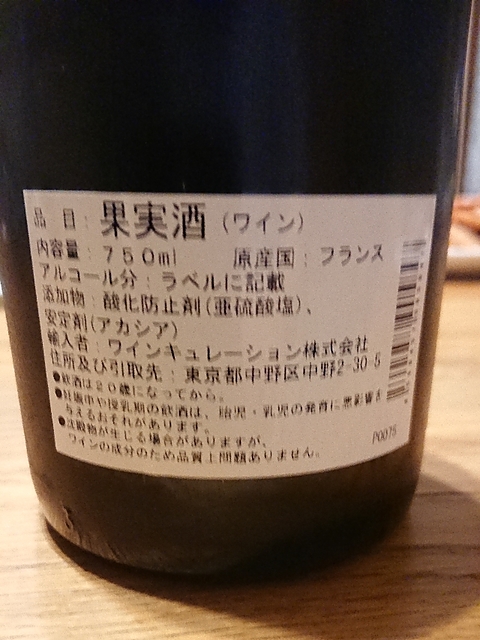 品 目：果実酒（ワイン）
内容量：750ml　原産国：フランス
アルコール分：ラベルに記載
添加物：酸化防止剤(亜硫酸塩)、
安定剤(アカシア)
輸入者：ワインキュレーション株式会社
住所及び引取先：東京都中野区中野2-30-5
●飲酒は20歳になってから。
●妊娠中や授乳期の飲酒は、胎児・乳児の発育に悪影響を
与えるおそれがあります。
●沈殿物が生じる場合がありますが、
ワインの成分のため品質上問題ありません。
P0075